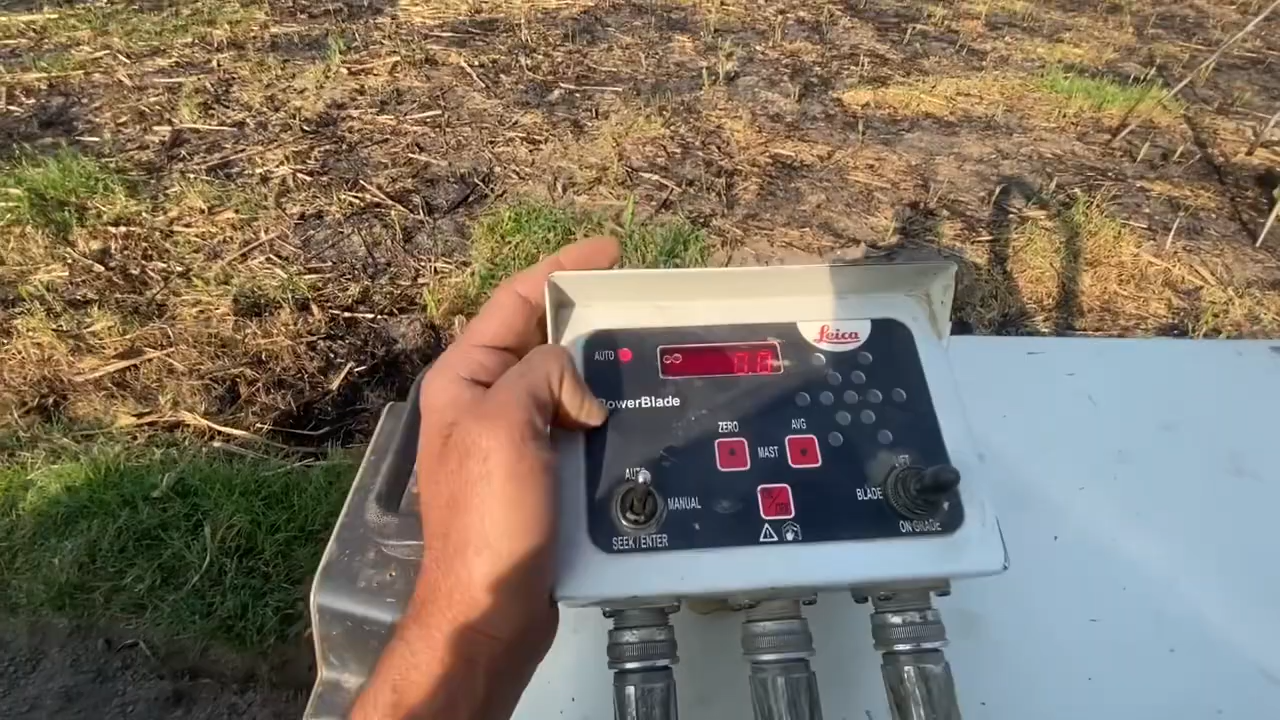 Leica
AUTO
0.0
PowerBlade
ZERO
AVG
MAST
AUTO
MANUAL
SEEK / ENTER
LIFT
BLADE
ON GRADE